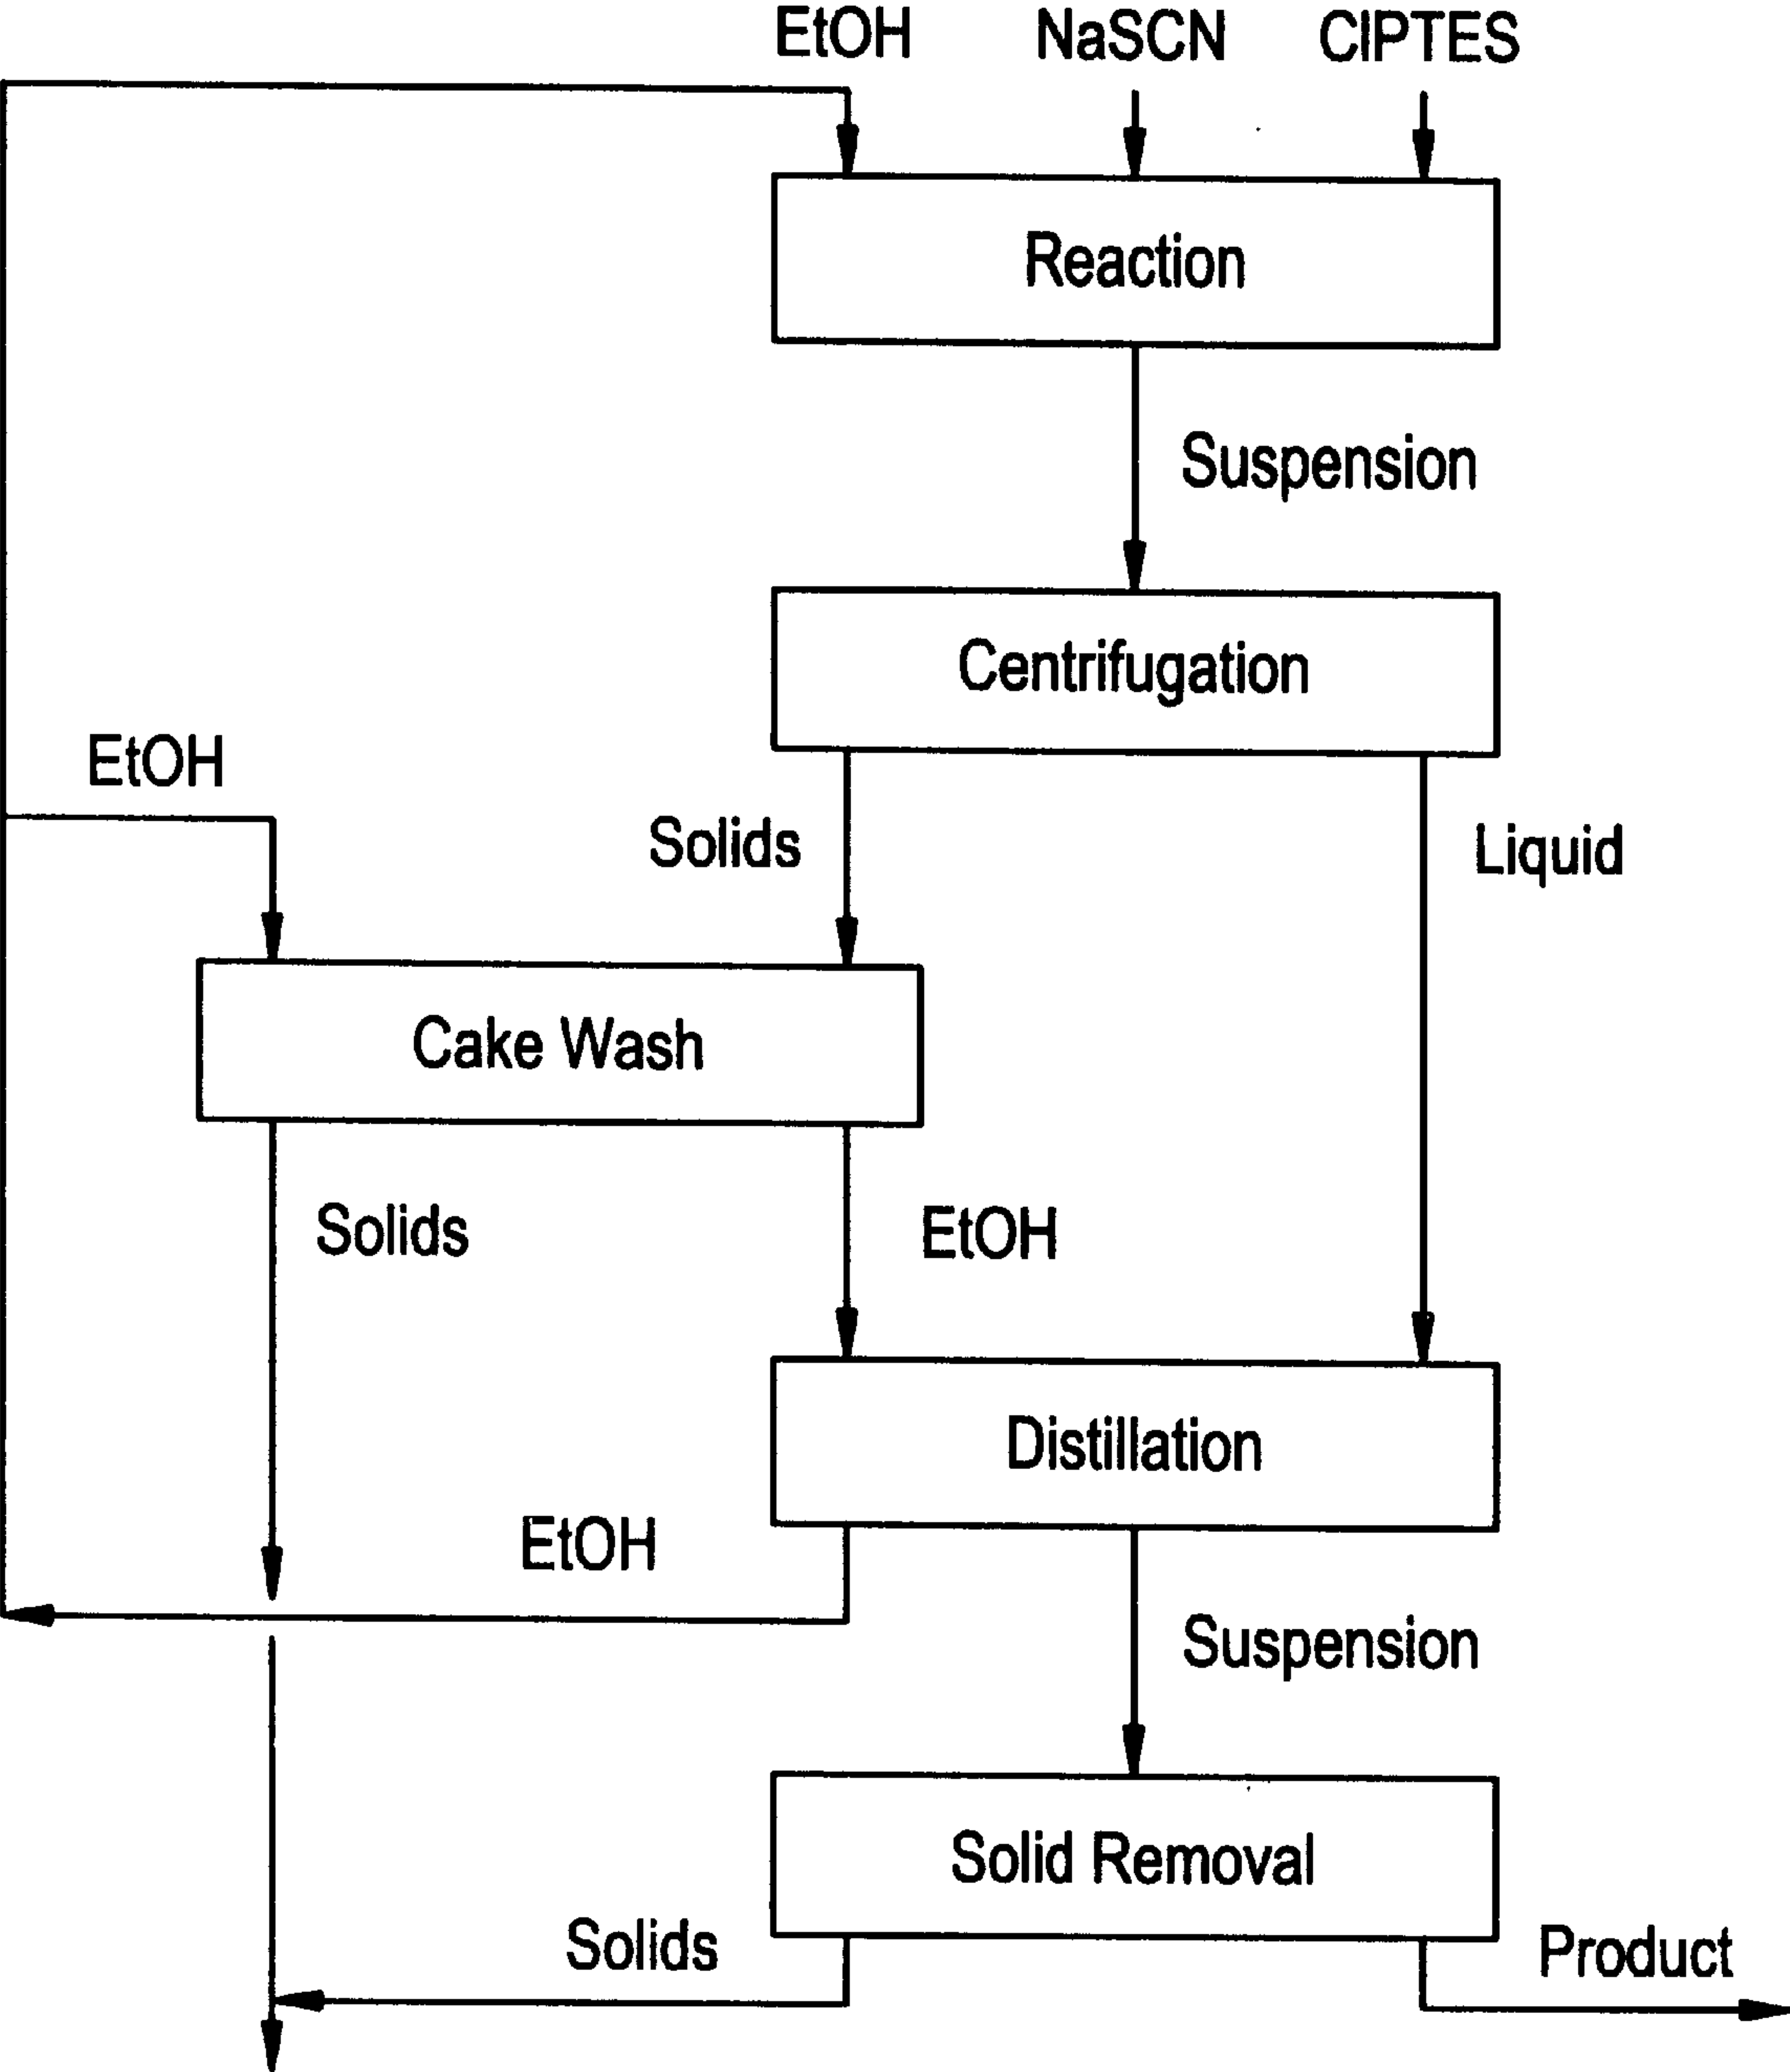 EtOH NaSCN ClPTES
Reaction
Suspension
Centrifugation
EtOH
Solids
Liquid
Cake Wash
Solids
EtOH
Distillation
EtOH
Suspension
Solid Removal
Solids
Product